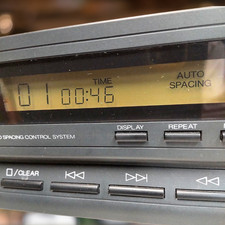 TIME
AUTO
SPACING
01 00:46
SPACING CONTROL SYSTEM
DISPLAY REPEAT
/CLEAR